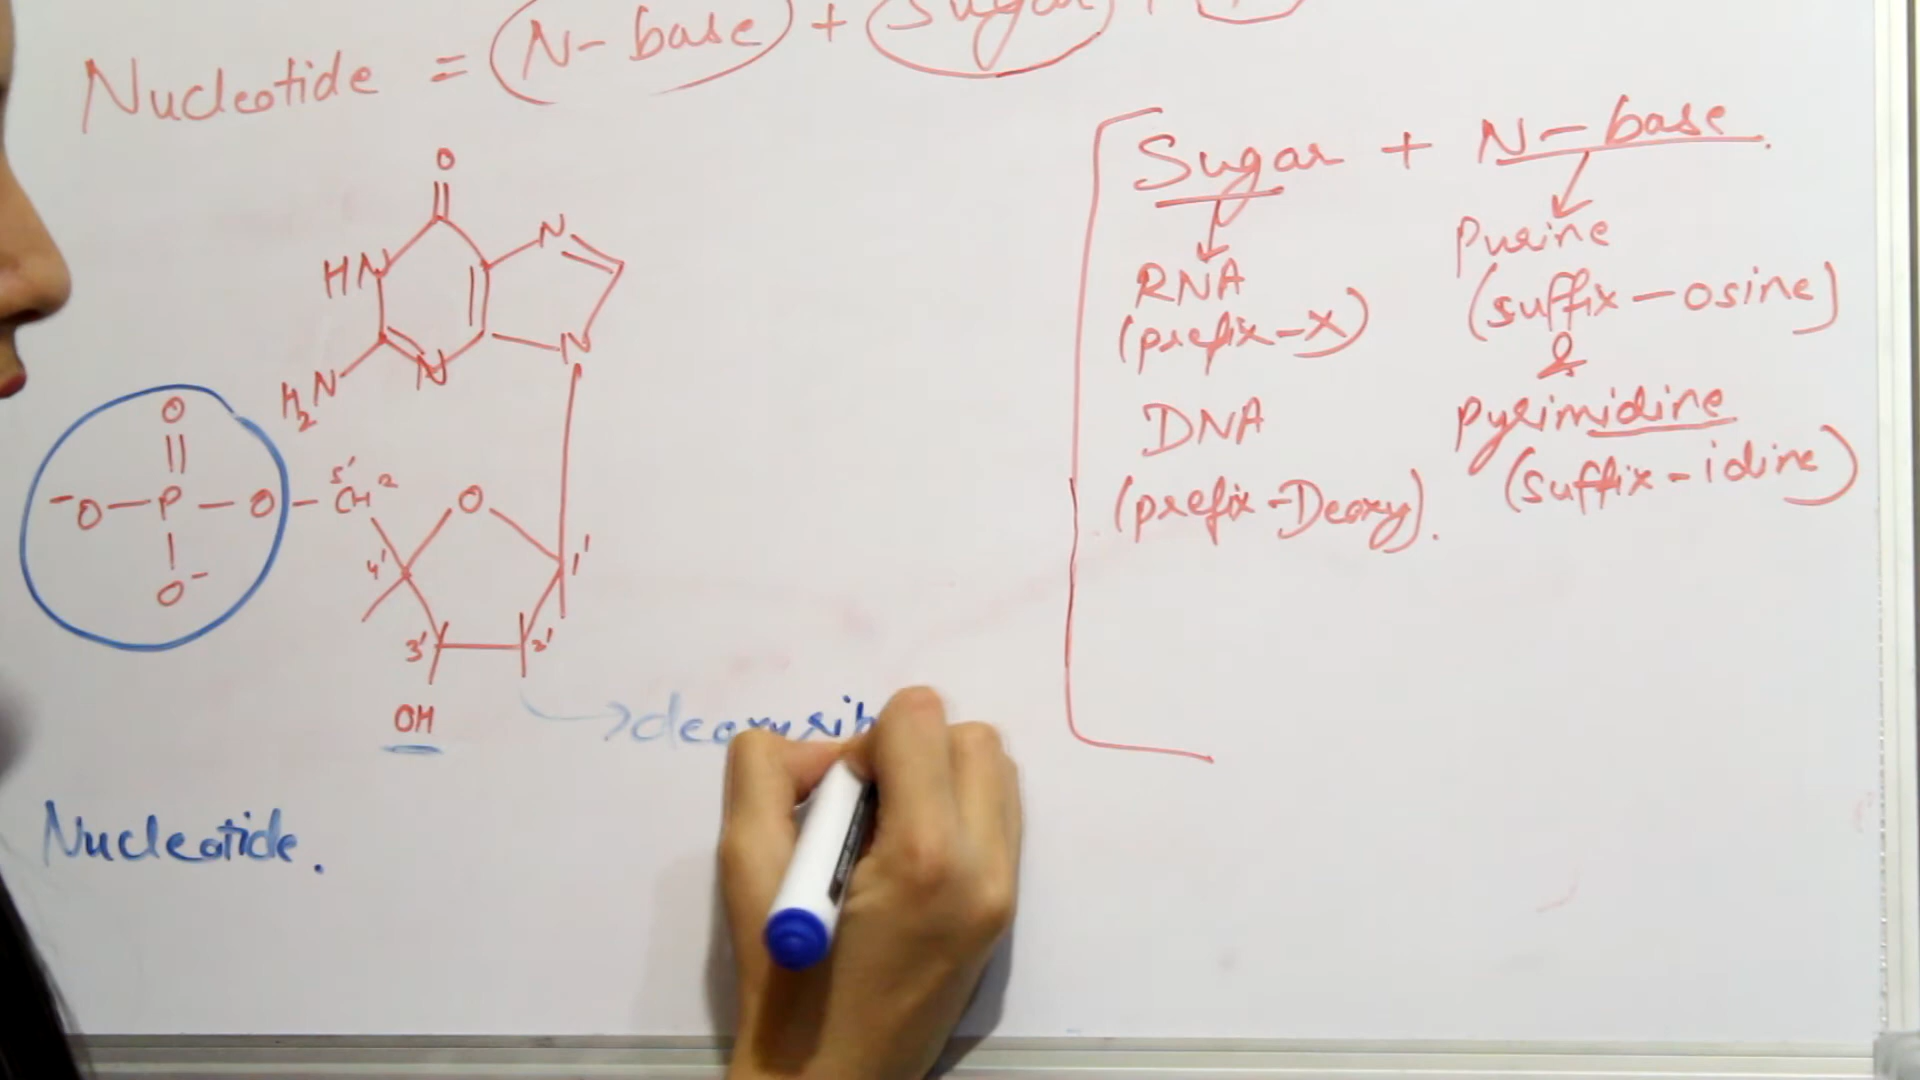 Nucleotide = N- base + Sugar +
O
HN
N
N
N
H2N
O
-O-P-O-CH2
5'
O
O-
4'
1'
3'
2'
OH
Nucleotide.
Sugar + N-base.
RNA
(prefix-x)
DNA
(prefix-Deoxy).
Purine
(suffix-osine)
&
Pyrimidine
(suffix-idine)